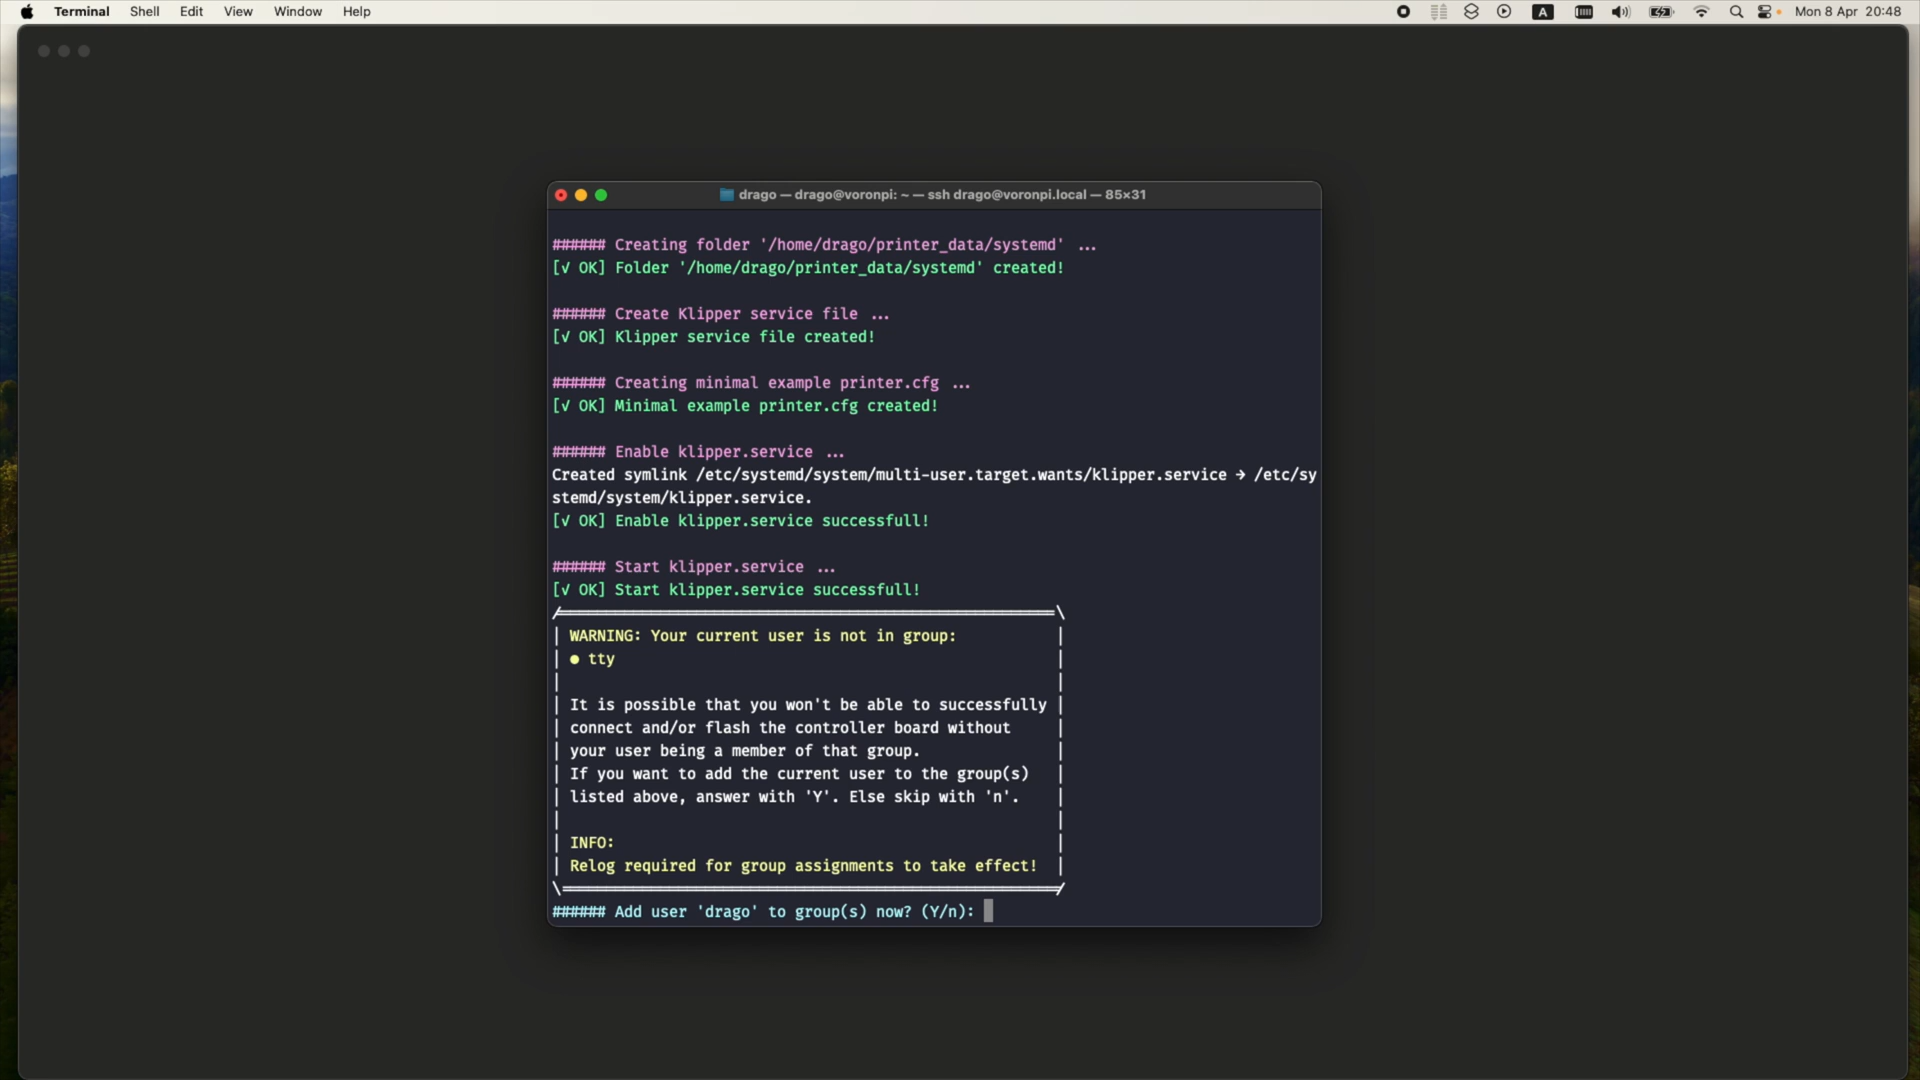 Terminal Shell Edit View Window Help A Mon 8 Apr 20:48
drago — drago@voronpi: ~ — ssh drago@voronpi.local — 85×31
###### Creating folder '/home/drago/printer_data/systemd' ...
[✓ OK] Folder '/home/drago/printer_data/systemd' created!
###### Create Klipper service file ...
[✓ OK] Klipper service file created!
###### Creating minimal example printer.cfg ...
[✓ OK] Minimal example printer.cfg created!
###### Enable klipper.service ...
Created symlink /etc/systemd/system/multi-user.target.wants/klipper.service → /etc/sy
stemd/system/klipper.service.
[✓ OK] Enable klipper.service successfull!
###### Start klipper.service ...
[✓ OK] Start klipper.service successfull!
WARNING: Your current user is not in group:
● tty
It is possible that you won't be able to successfully
connect and/or flash the controller board without
your user being a member of that group.
If you want to add the current user to the group(s)
listed above, answer with 'Y'. Else skip with 'n'.
INFO:
Relog required for group assignments to take effect!
###### Add user 'drago' to group(s) now? (Y/n):